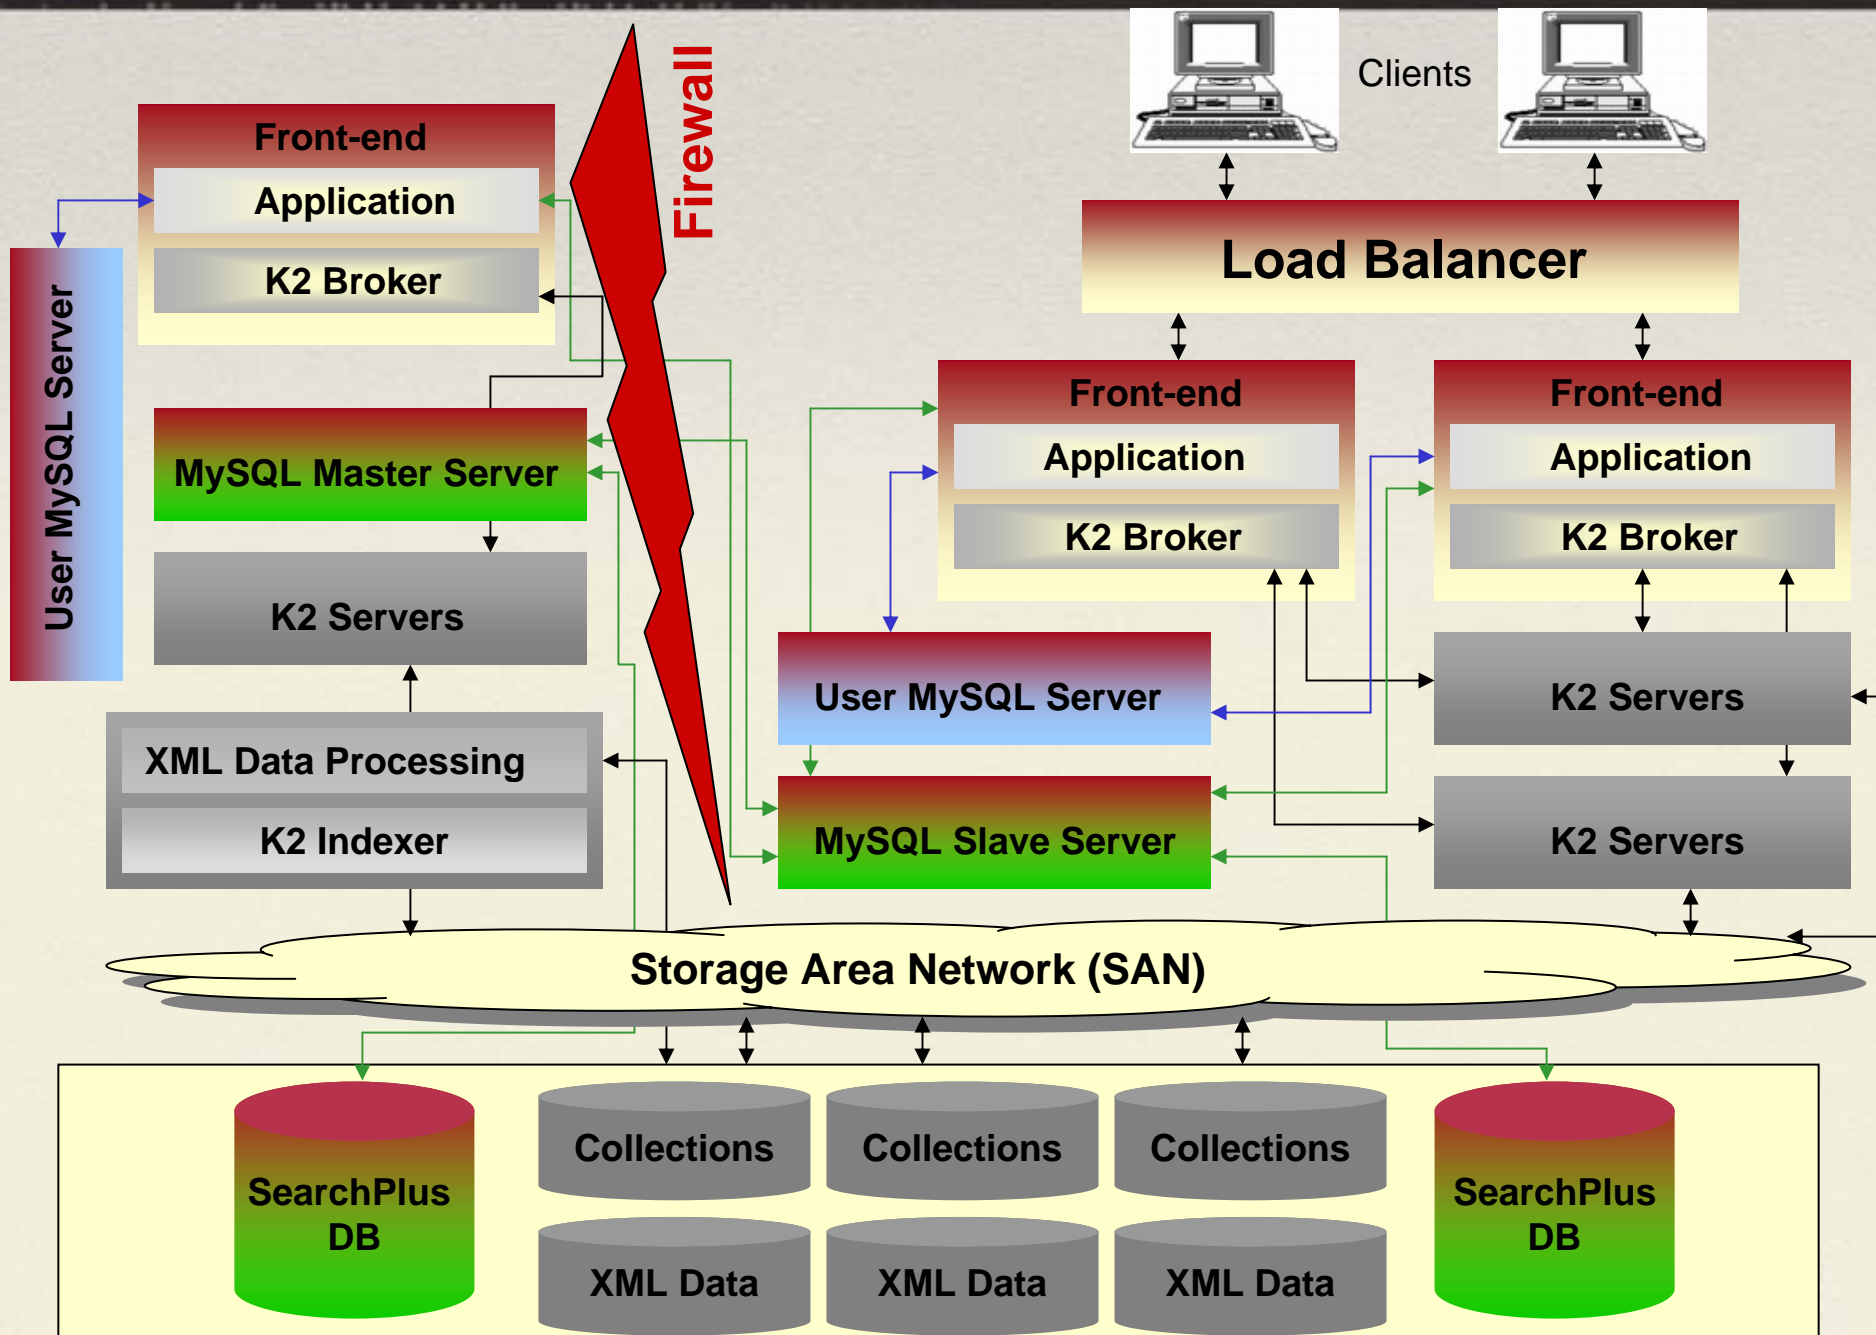 Clients
Firewall
Front-end
Application
K2 Broker
Load Balancer
User MySQL Server
MySQL Master Server
K2 Servers
XML Data Processing
K2 Indexer
Front-end
Application
K2 Broker
Front-end
Application
K2 Broker
User MySQL Server
K2 Servers
MySQL Slave Server
K2 Servers
Storage Area Network (SAN)
SearchPlus
DB
Collections
Collections
Collections
XML Data
XML Data
XML Data
SearchPlus
DB